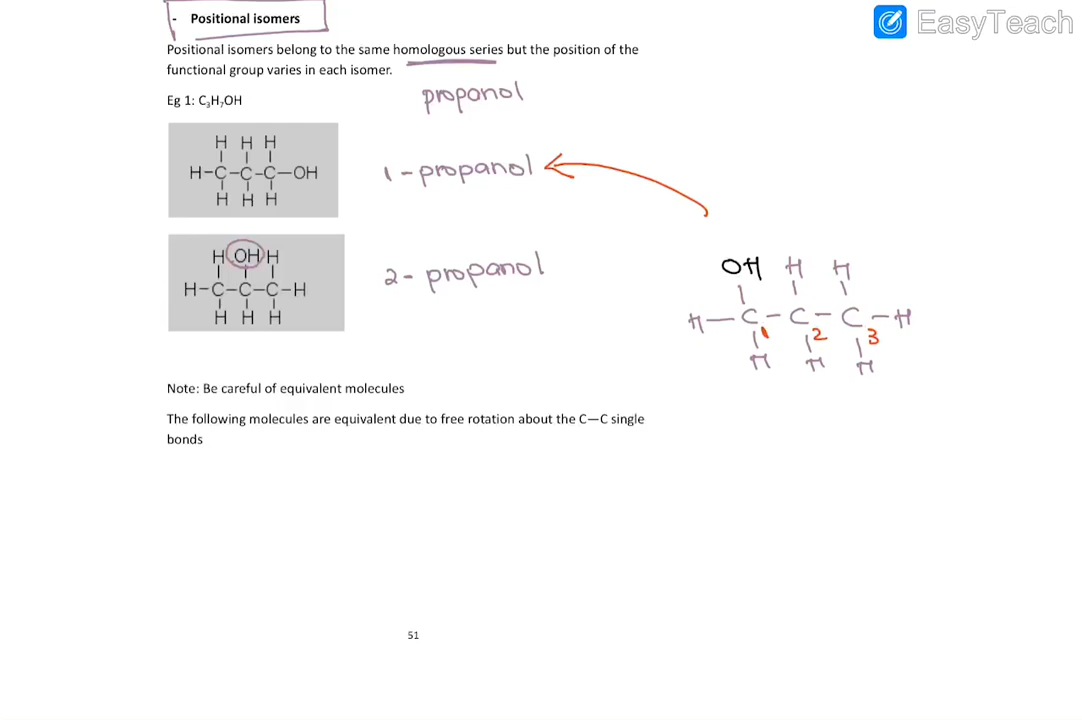 - Positional isomers
EasyTeach
Positional isomers belong to the same homologous series but the position of the
functional group varies in each isomer.
propanol
Eg 1: C₃H₇OH
H H H
H-C-C-C-OH
H H H
1-propanol
H OH H
H-C-C-C-H
H H H
2-propanol
OH H H
H-C-C-C-H
1 2 3
H H H
Note: Be careful of equivalent molecules
The following molecules are equivalent due to free rotation about the C—C single
bonds
51